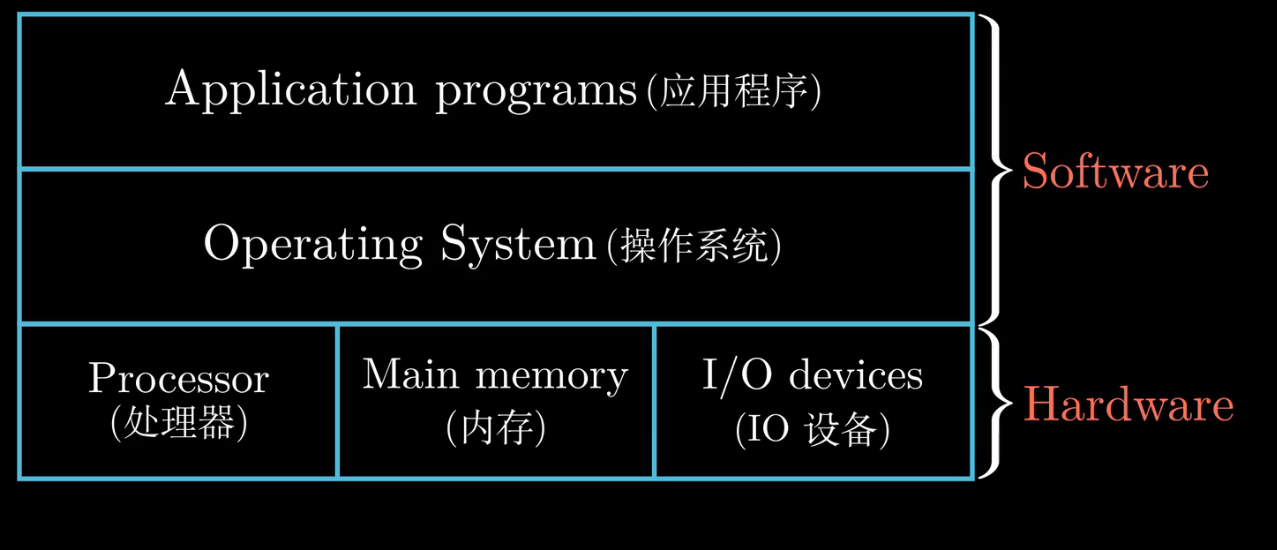 Application programs(应用程序)
Software
Operating System(操作系统)
Processor
(处理器)
Main memory
(内存)
I/O devices
(IO 设备)
Hardware